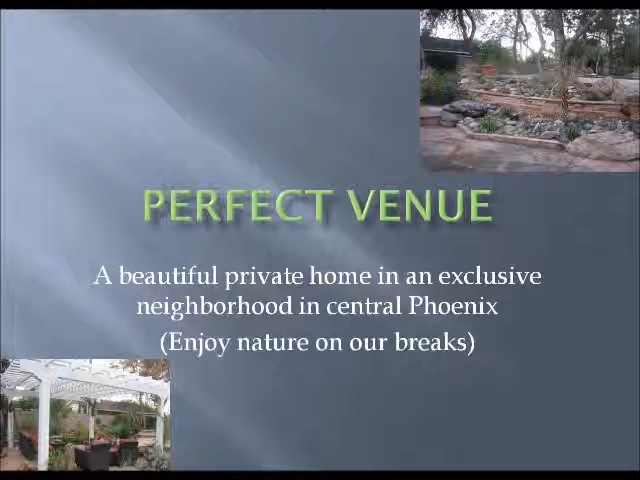 PERFECT VENUE
A beautiful private home in an exclusive
neighborhood in central Phoenix
(Enjoy nature on our breaks)